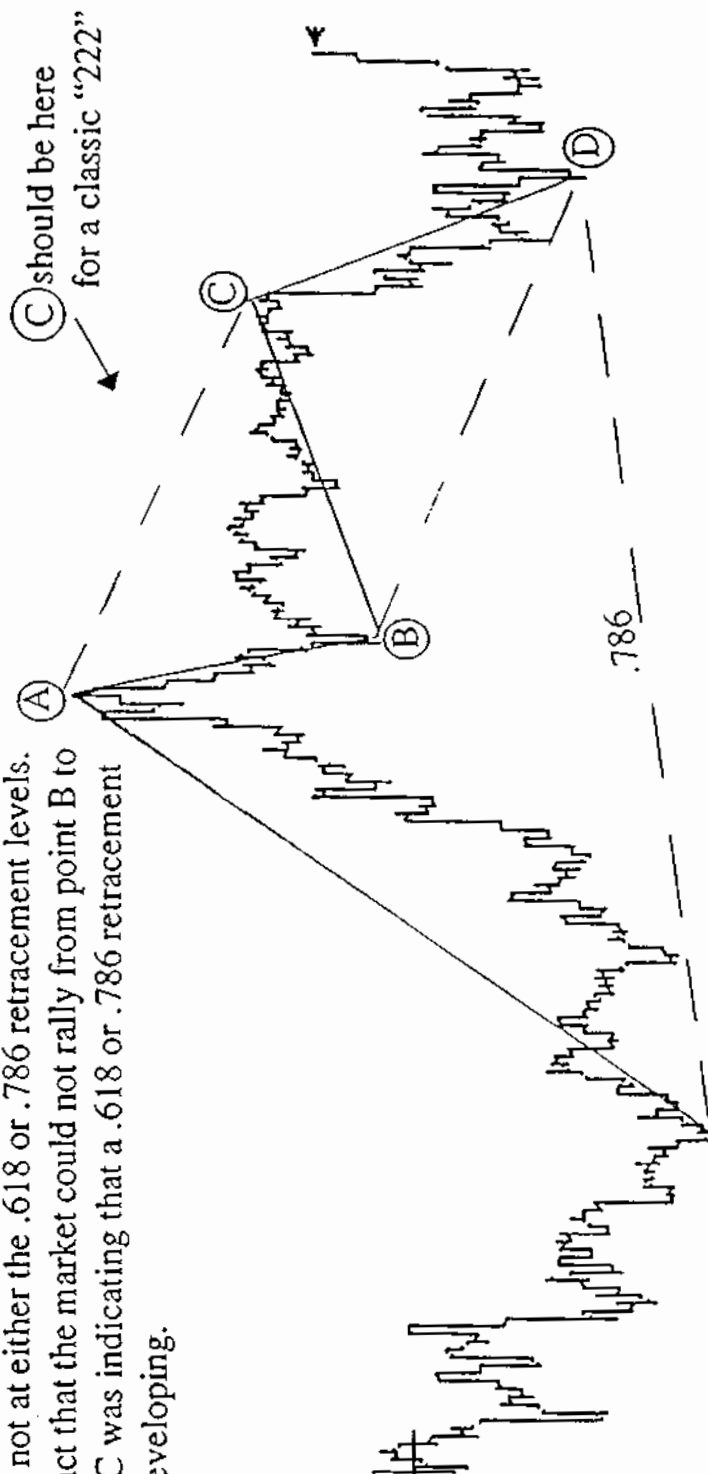 not at either the .618 or .786 retracement levels.
ct that the market could not rally from point B to
C was indicating that a .618 or .786 retracement
eveloping.
C should be here
for a classic “222”
A
B
C
D
.786